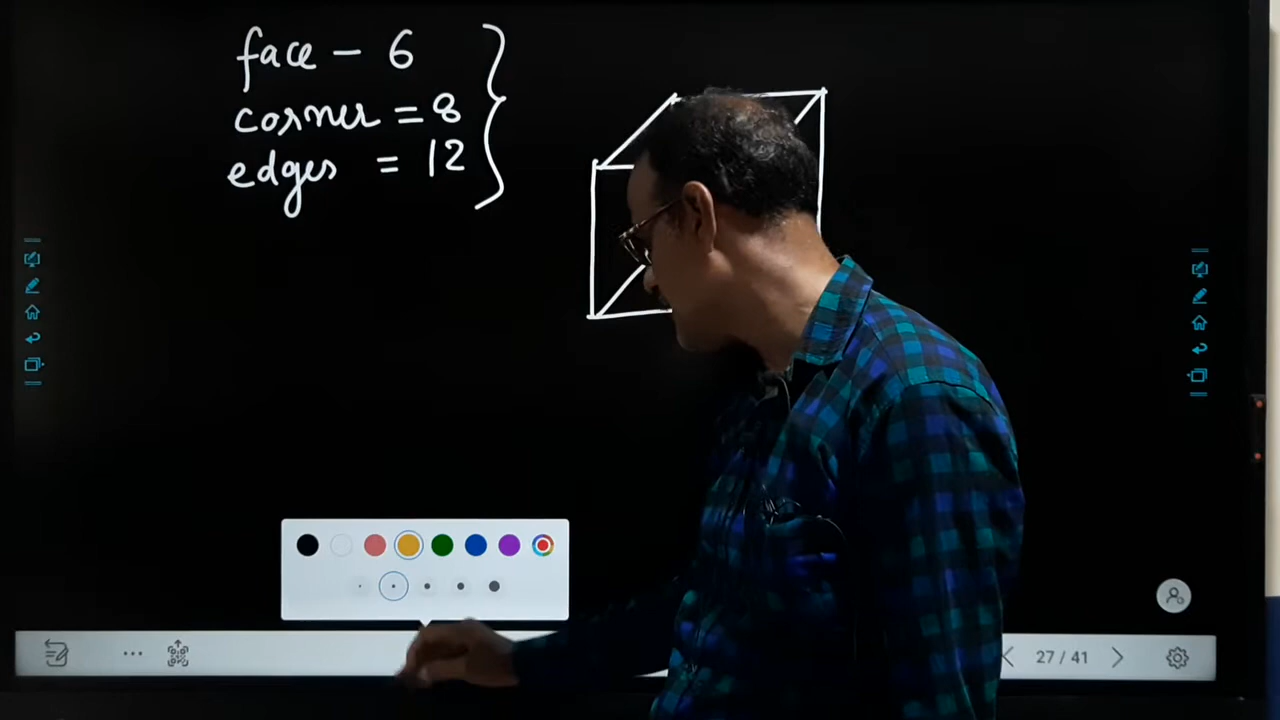 face - 6
corner = 8
edges = 12
27 / 41